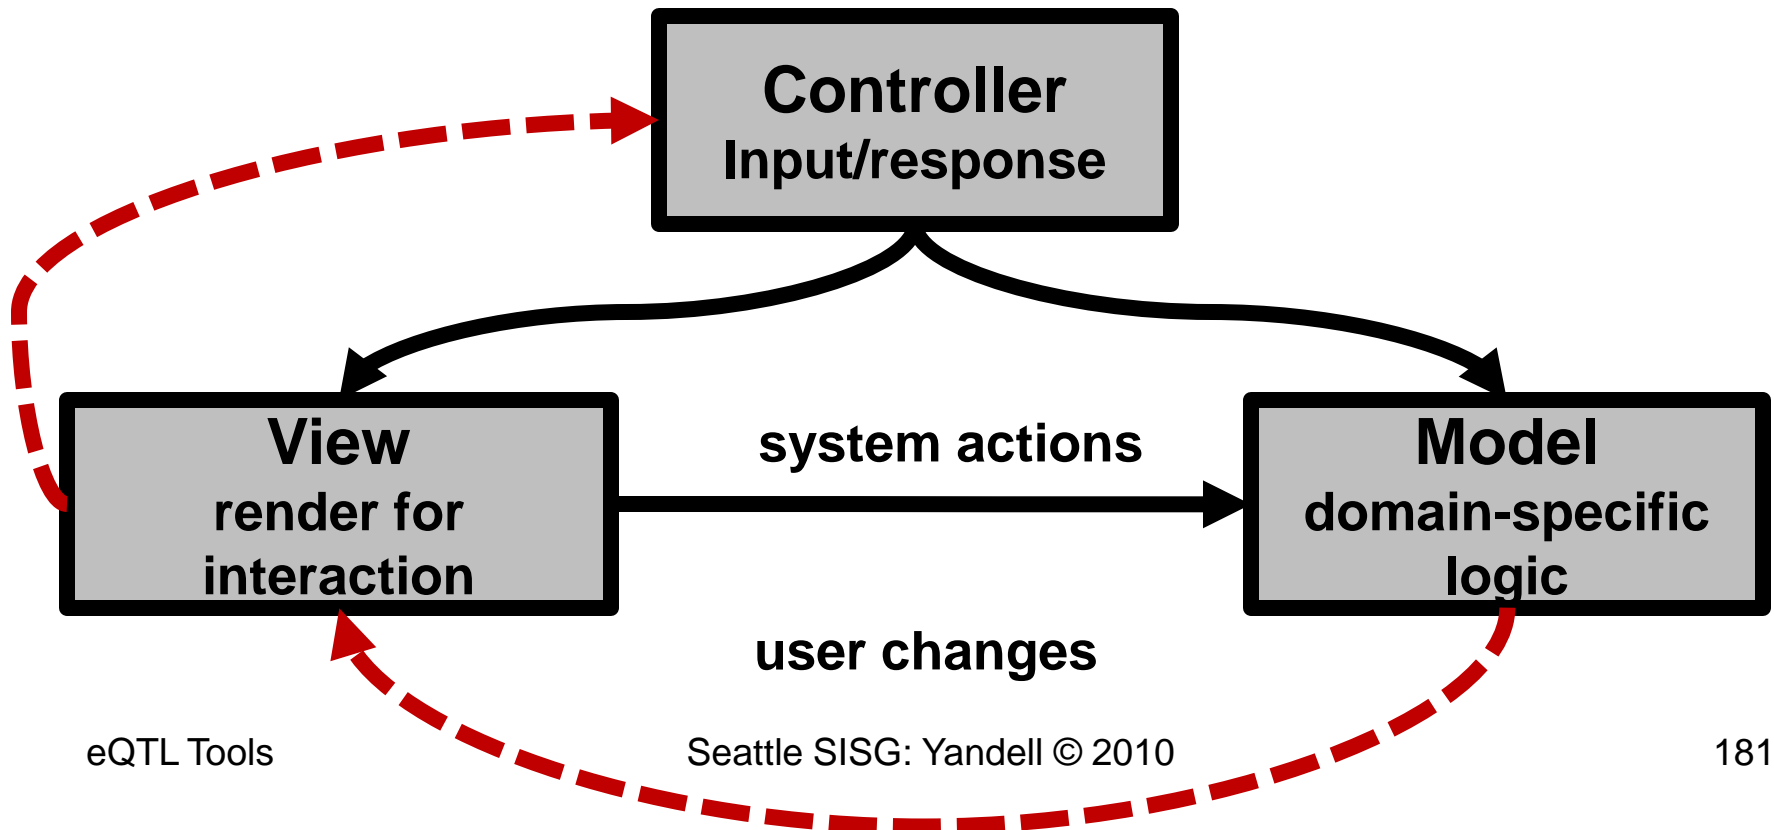 Controller
Input/response
View
render for
interaction
system actions
Model
domain-specific
logic
user changes
eQTL Tools
Seattle SISG: Yandell © 2010
181